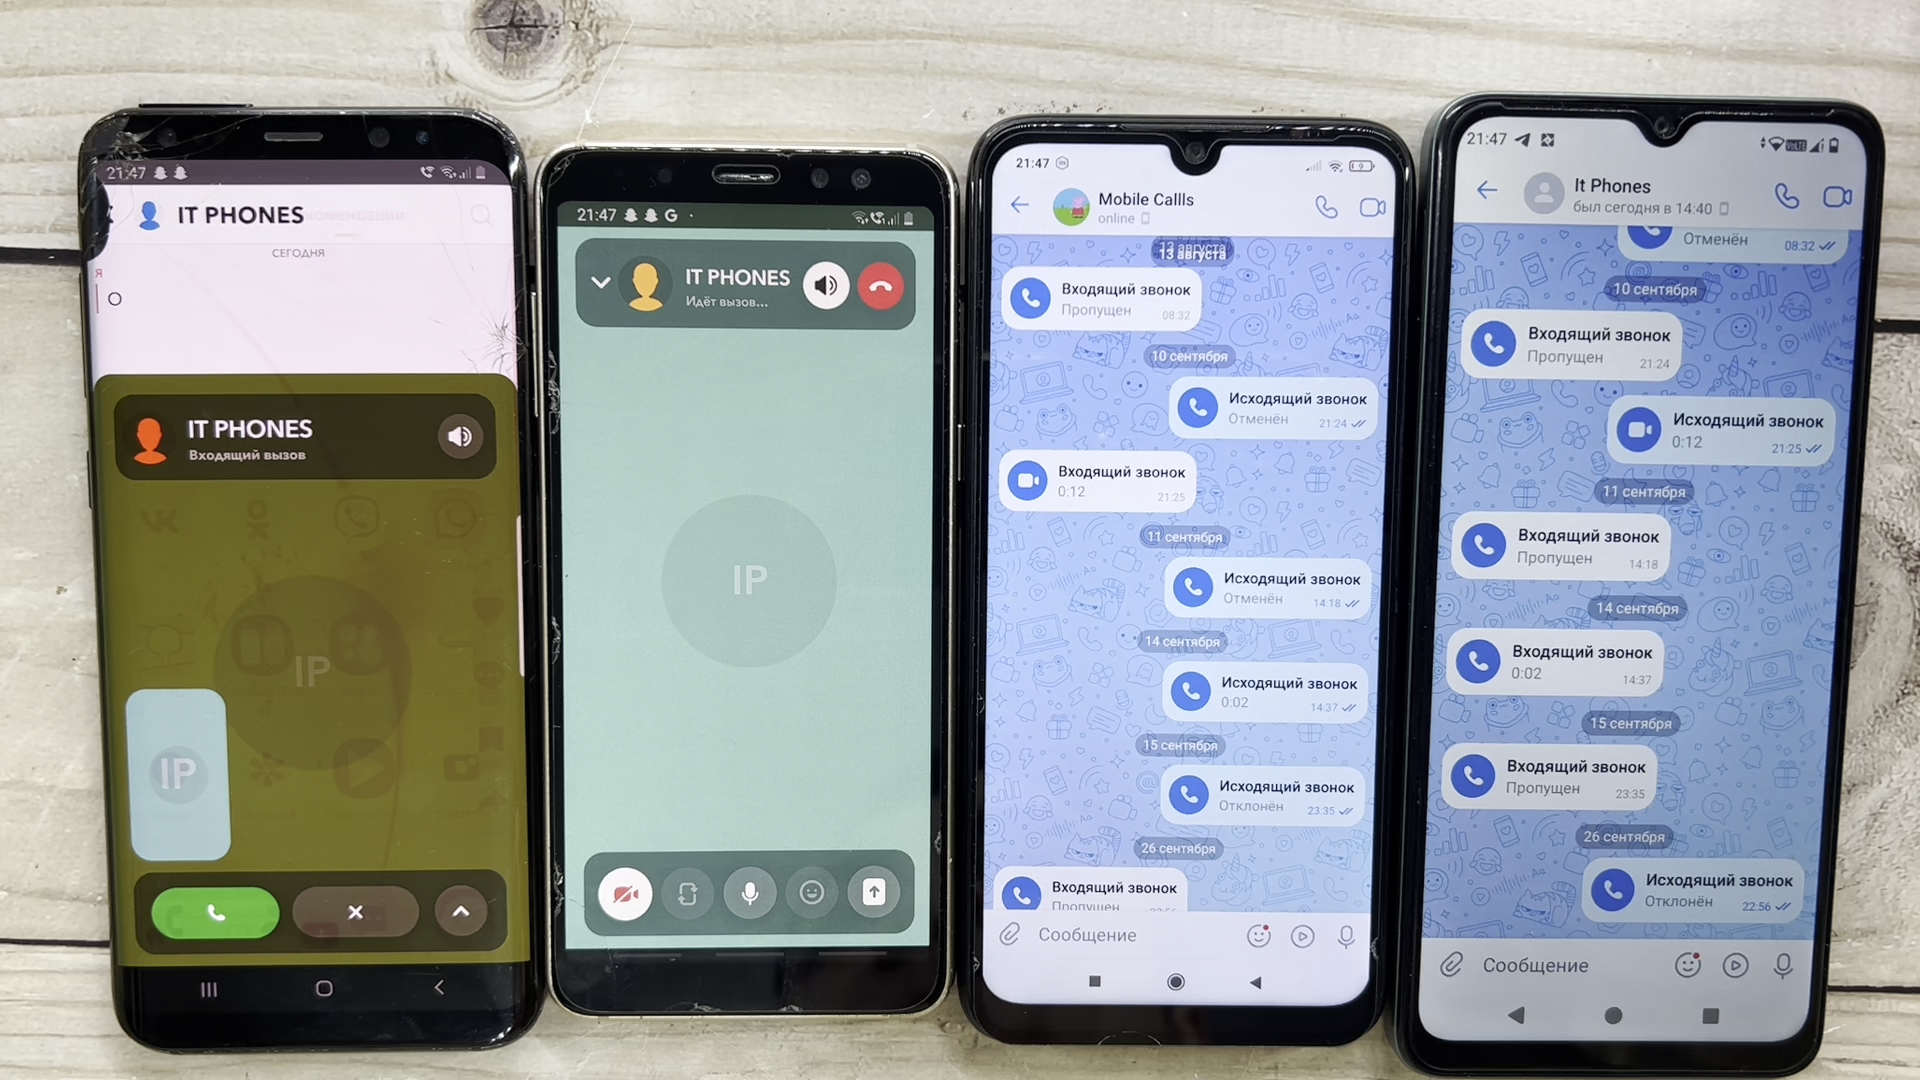 21:47
IT PHONES
СЕГОДНЯ
Я
IT PHONES
Входящий вызов
IP
IP
21:47 G
IT PHONES
Идёт вызов...
IP
21:47
9
Mobile Callls
online
13 августа
Входящий звонок
Пропущен 08:32
10 сентября
Исходящий звонок
Отменён 21:24
Входящий звонок
0:12 21:25
11 сентября
Исходящий звонок
Отменён 14:18
14 сентября
Исходящий звонок
0:02 14:37
15 сентября
Исходящий звонок
Отклонён 23:35
26 сентября
Входящий звонок
Пропущен
Сообщение
21:47
It Phones
был сегодня в 14:40
Отменён 08:32
10 сентября
Входящий звонок
Пропущен 21:24
Исходящий звонок
0:12 21:25
11 сентября
Входящий звонок
Пропущен 14:18
14 сентября
Входящий звонок
0:02 14:37
15 сентября
Входящий звонок
Пропущен 23:35
26 сентября
Исходящий звонок
Отклонён 22:56
Сообщение